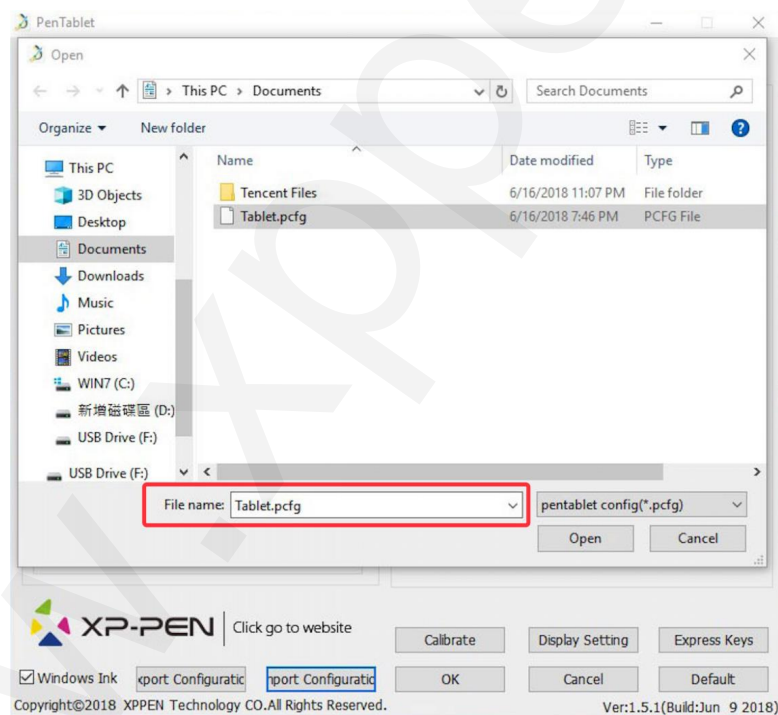 PenTablet
Open
This PC > Documents
Search Documents
Organize
New folder
Name
Date modified
Type
This PC
3D Objects
Desktop
Documents
Downloads
Music
Pictures
Videos
WIN7 (C:)
新增磁碟區 (D:)
USB Drive (F:)
USB Drive (F:)
Tencent Files 6/16/2018 11:07 PM File folder
Tablet.pcfg 6/16/2018 7:46 PM PCFG File
File name: Tablet.pcfg pentablet config(*.pcfg)
Open Cancel
XP-PEN Click go to website
Calibrate Display Setting Express Keys
Windows Ink xport Configuratic nport Configuratic OK Cancel Default
Copyright©2018 XPPEN Technology CO.All Rights Reserved. Ver:1.5.1(Build:Jun 9 2018)